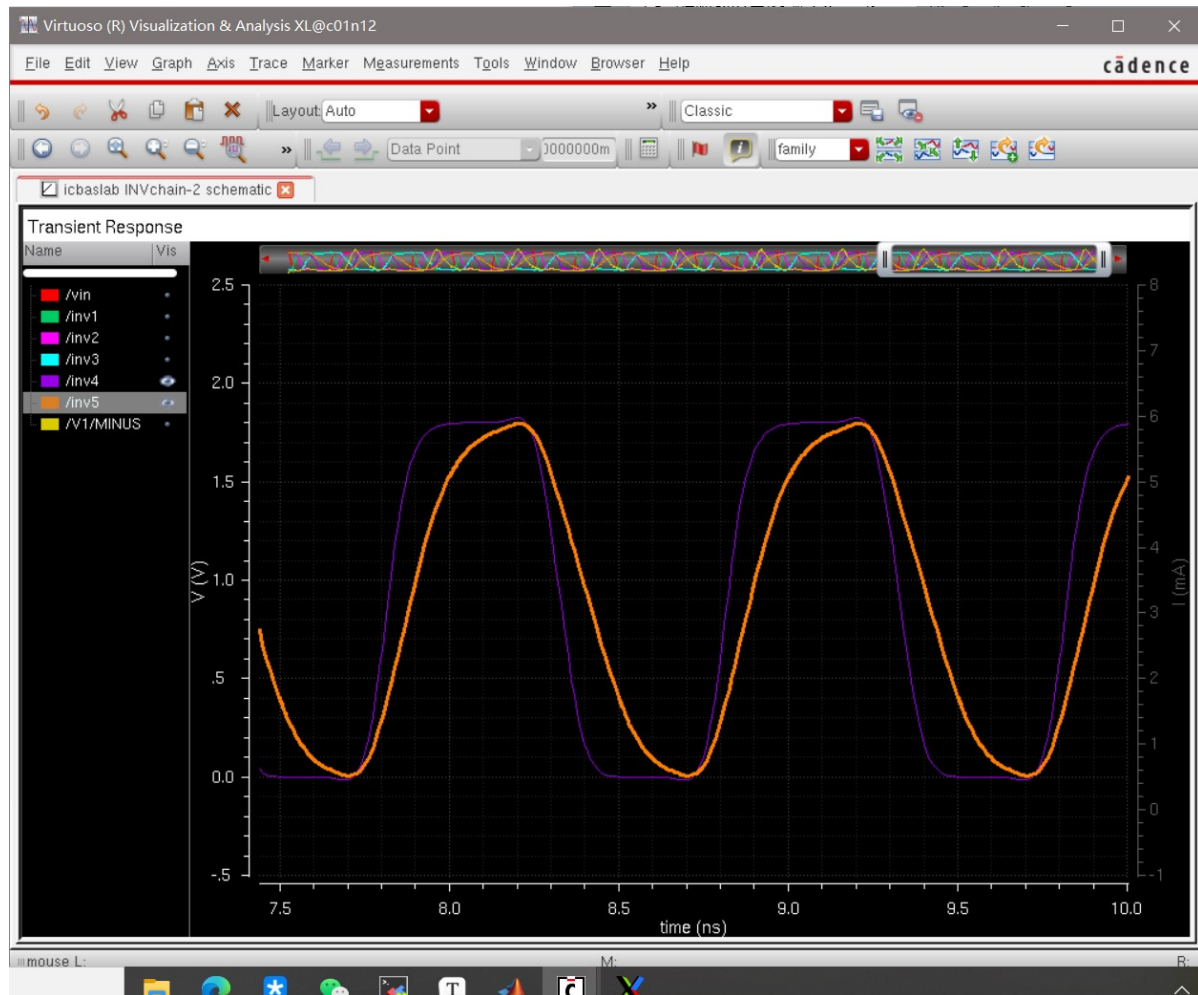 Virtuoso (R) Visualization & Analysis XL@c01n12
File Edit View Graph Axis Trace Marker Measurements Tools Window Browser Help
cādence
Layout: Auto
» Classic
» Data Point
0000000m
family
icbaslab INVchain-2 schematic
Transient Response
Name Vis
/vin
/inv1
/inv2
/inv3
/inv4
/inv5
/V1/MINUS
2.5
2.0
1.5
1.0
.5
0.0
-.5
V (V)
8
7
6
5
4
3
2
1
0
-1
I (mA)
7.5 8.0 8.5 9.0 9.5 10.0
time (ns)
mouse L: M: R:
T